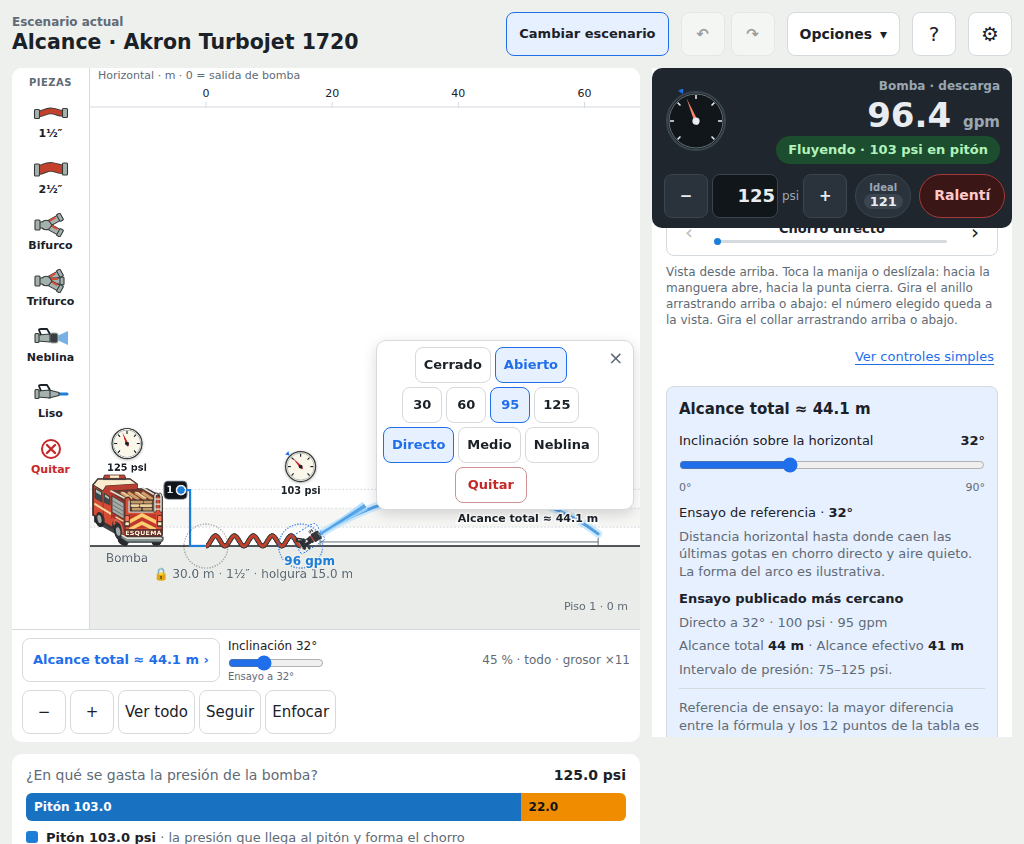 Escenario actual
Alcance · Akron Turbojet 1720
Cambiar escenario
↶
↷
Opciones ▾
?
⚙
PIEZAS
1½″
2½″
Bifurco
Trifurco
Neblina
Liso
Quitar
Horizontal · m · 0 = salida de bomba
0 20 40 60
Cerrado Abierto ×
30 60 95 125
Directo Medio Neblina
Quitar
125 psi
103 psi
1
ESQUEMA
Alcance total ≈ 44.1 m
Bomba
96 gpm
🔒 30.0 m · 1½″ · holgura 15.0 m
Piso 1 · 0 m
Alcance total ≈ 44.1 m ›
Inclinación 32°
Ensayo a 32°
45 % · todo · grosor ×11
− + Ver todo Seguir Enfocar
¿En qué se gasta la presión de la bomba? 125.0 psi
Pitón 103.0 22.0
Pitón 103.0 psi · la presión que llega al pitón y forma el chorro
Bomba · descarga
96.4 gpm
Fluyendo · 103 psi en pitón
− 125 psi + Ideal 121 Ralentí
‹ Chorro directo ›
Vista desde arriba. Toca la manija o deslízala: hacia la
manguera abre, hacia la punta cierra. Gira el anillo
arrastrando arriba o abajo: el número elegido queda a
la vista. Gira el collar arrastrando arriba o abajo.
Ver controles simples
Alcance total ≈ 44.1 m
Inclinación sobre la horizontal 32°
0° 90°
Ensayo de referencia · 32°
Distancia horizontal hasta donde caen las
últimas gotas en chorro directo y aire quieto.
La forma del arco es ilustrativa.
Ensayo publicado más cercano
Directo a 32° · 100 psi · 95 gpm
Alcance total 44 m · Alcance efectivo 41 m
Intervalo de presión: 75–125 psi.
Referencia de ensayo: la mayor diferencia
entre la fórmula y los 12 puntos de la tabla es